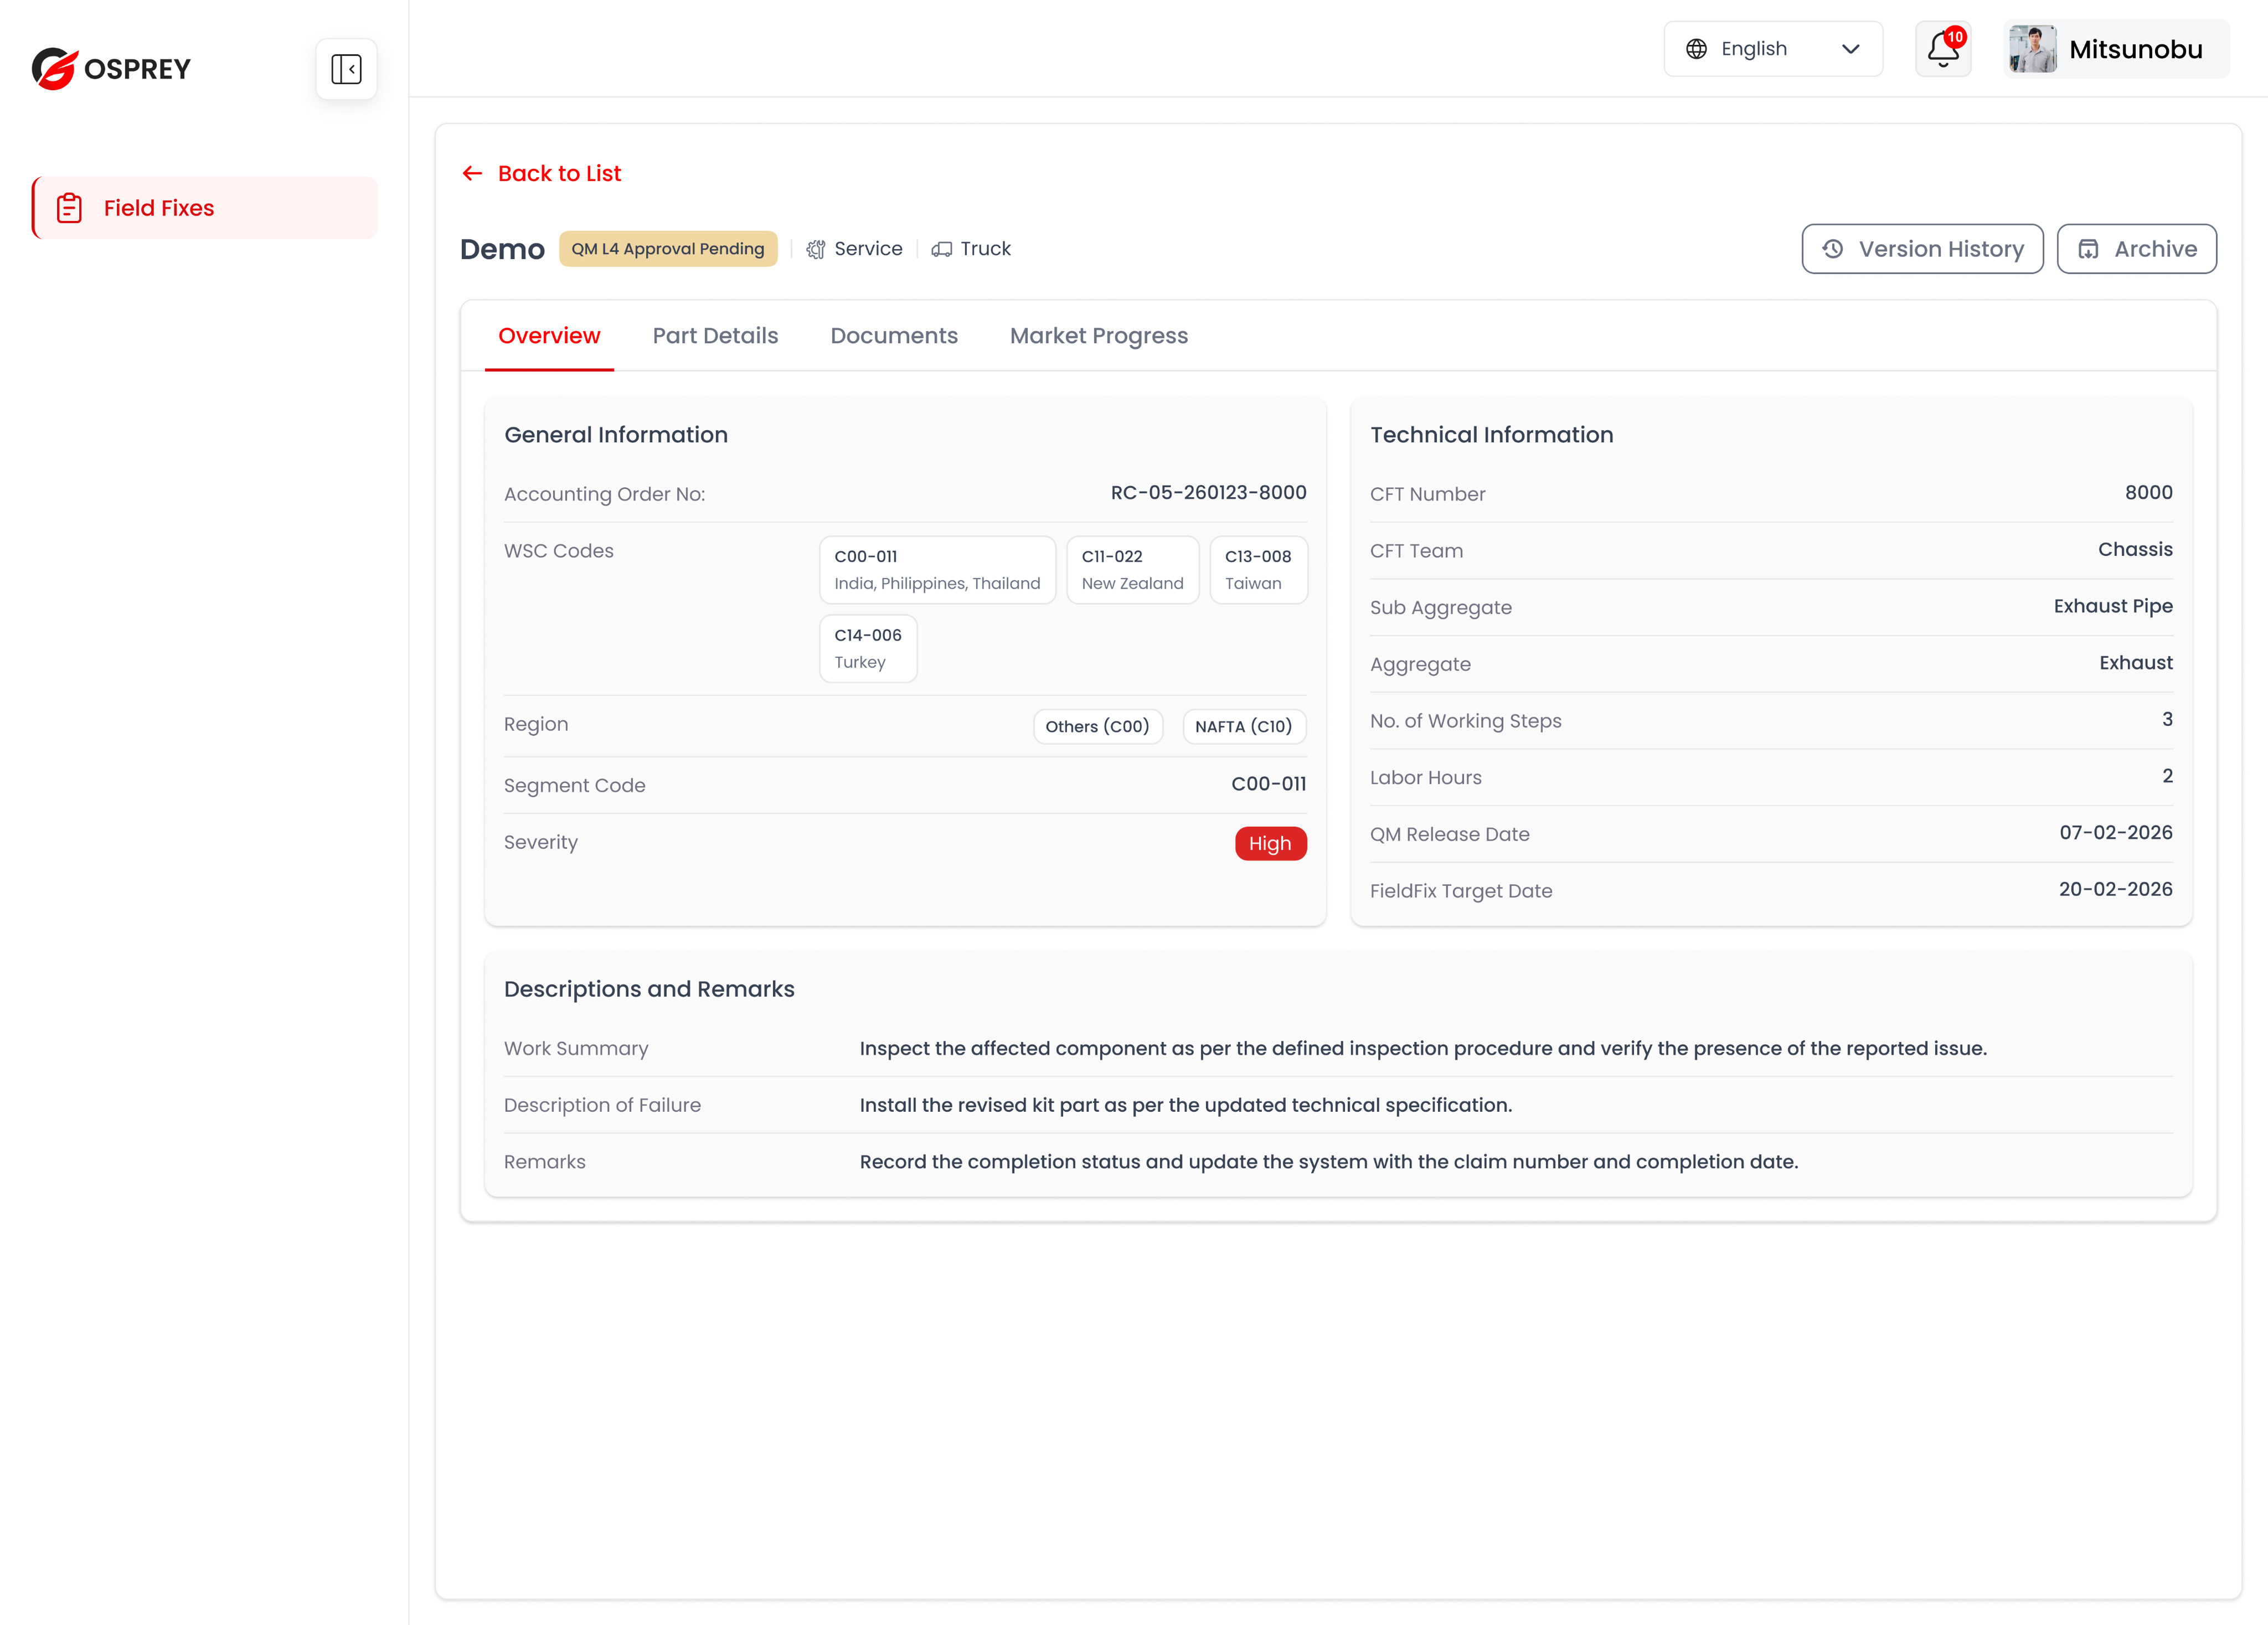 OSPREY
English
10
Mitsunobu
Field Fixes
Back to List
Demo
QM L4 Approval Pending
Service
Truck
Version History
Archive
Overview
Part Details
Documents
Market Progress
General Information
Accounting Order No:
RC-05-260123-8000
WSC Codes
C00-011
India, Philippines, Thailand
C11-022
New Zealand
C13-008
Taiwan
C14-006
Turkey
Region
Others (C00)
NAFTA (C10)
Segment Code
C00-011
Severity
High
Technical Information
CFT Number
8000
CFT Team
Chassis
Sub Aggregate
Exhaust Pipe
Aggregate
Exhaust
No. of Working Steps
3
Labor Hours
2
QM Release Date
07-02-2026
FieldFix Target Date
20-02-2026
Descriptions and Remarks
Work Summary
Inspect the affected component as per the defined inspection procedure and verify the presence of the reported issue.
Description of Failure
Install the revised kit part as per the updated technical specification.
Remarks
Record the completion status and update the system with the claim number and completion date.